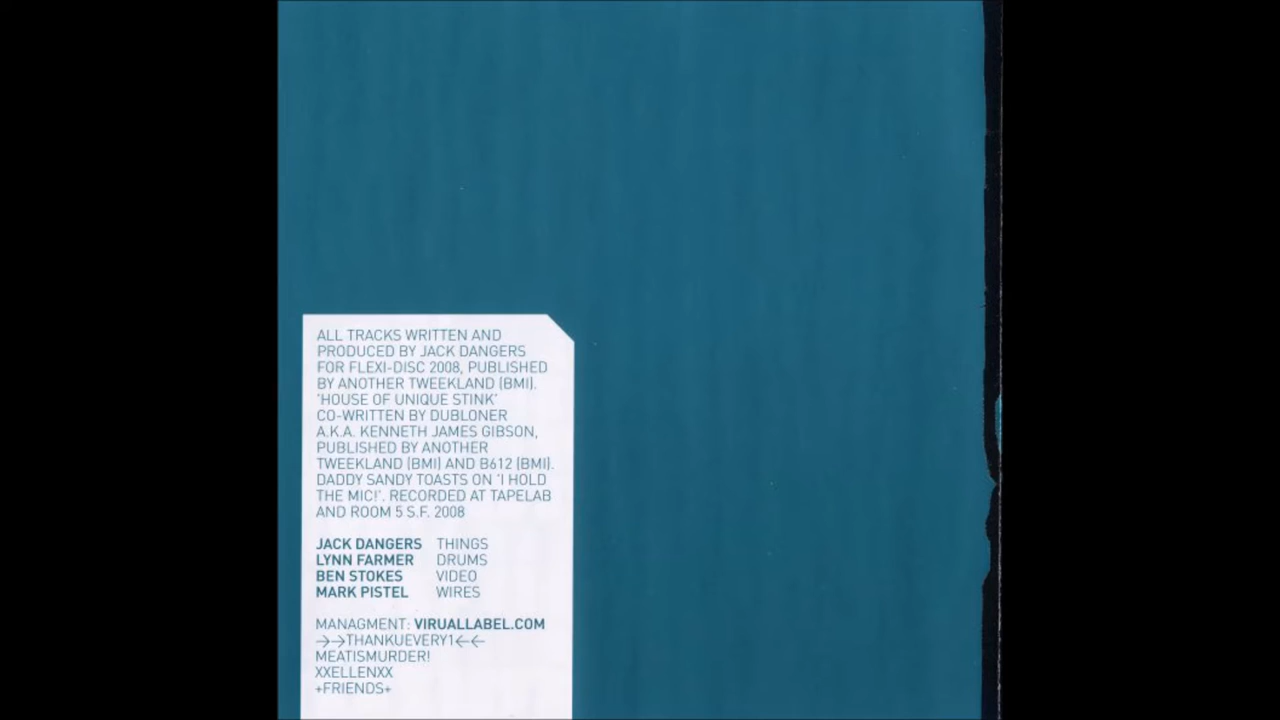 ALL TRACKS WRITTEN AND
PRODUCED BY JACK DANGERS
FOR FLEXI-DISC 2008, PUBLISHED
BY ANOTHER TWEEKLAND (BMI).
'HOUSE OF UNIQUE STINK'
CO-WRITTEN BY DUBLONER
A.K.A. KENNETH JAMES GIBSON,
PUBLISHED BY ANOTHER
TWEEKLAND (BMI) AND B612 (BMI).
DADDY SANDY TOASTS ON 'I HOLD
THE MIC!'. RECORDED AT TAPELAB
AND ROOM 5 S.F. 2008
JACK DANGERS THINGS
LYNN FARMER DRUMS
BEN STOKES VIDEO
MARK PISTEL WIRES
MANAGMENT: VIRUALLABEL.COM
→→THANKUEVERY1←←
MEATISMURDER!
XXELLENXX
+FRIENDS+